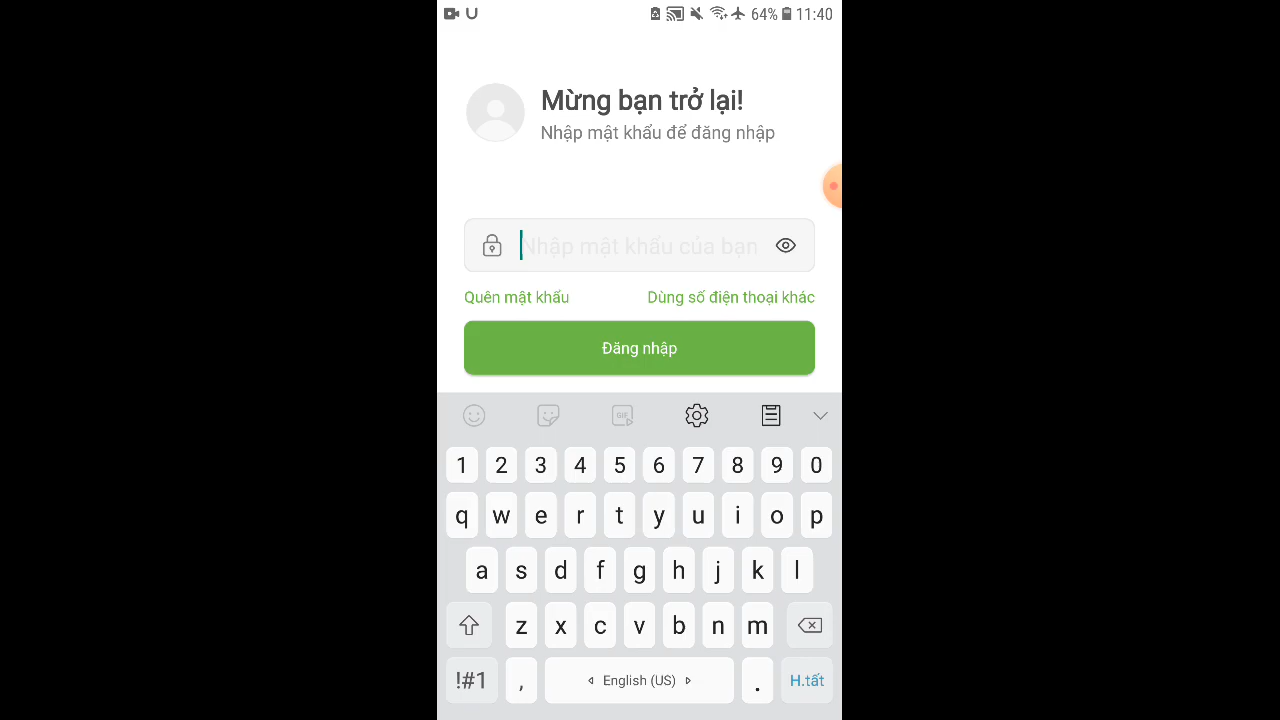 64% 11:40
Mừng bạn trở lại!
Nhập mật khẩu để đăng nhập
Nhập mật khẩu của bạn
Quên mật khẩu Dùng số điện thoại khác
Đăng nhập
GIF
1 2 3 4 5 6 7 8 9 0
q w e r t y u i o p
a s d f g h j k l
z x c v b n m
!#1 , English (US) . H.tất